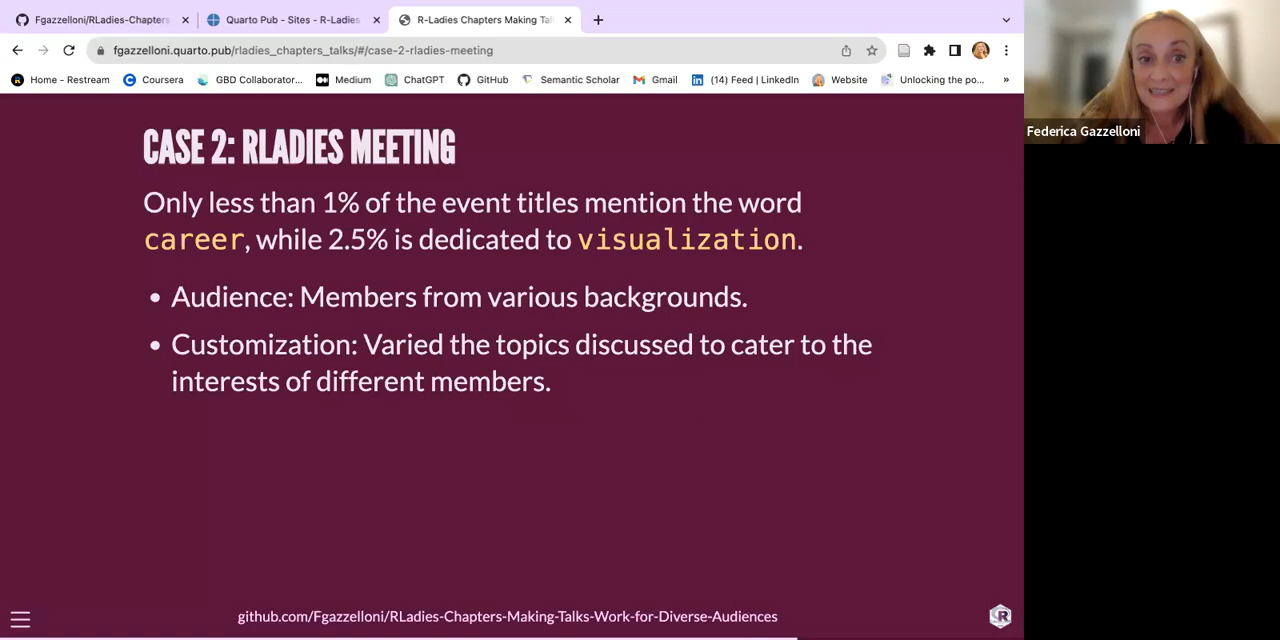 Fgazzelloni/RLadies-Chapters
Quarto Pub - Sites - R-Ladies
R-Ladies Chapters Making Tal
fgazzelloni.quarto.pub/rladies_chapters_talks/#/case-2-rladies-meeting
Home - Restream
Coursera
GBD Collaborator...
Medium
ChatGPT
GitHub
Semantic Scholar
Gmail
(14) Feed | LinkedIn
Website
Unlocking the po...
»
Federica Gazzelloni
CASE 2: RLADIES MEETING
Only less than 1% of the event titles mention the word
career, while 2.5% is dedicated to visualization.
• Audience: Members from various backgrounds.
• Customization: Varied the topics discussed to cater to the
interests of different members.
github.com/Fgazzelloni/RLadies-Chapters-Making-Talks-Work-for-Diverse-Audiences
R